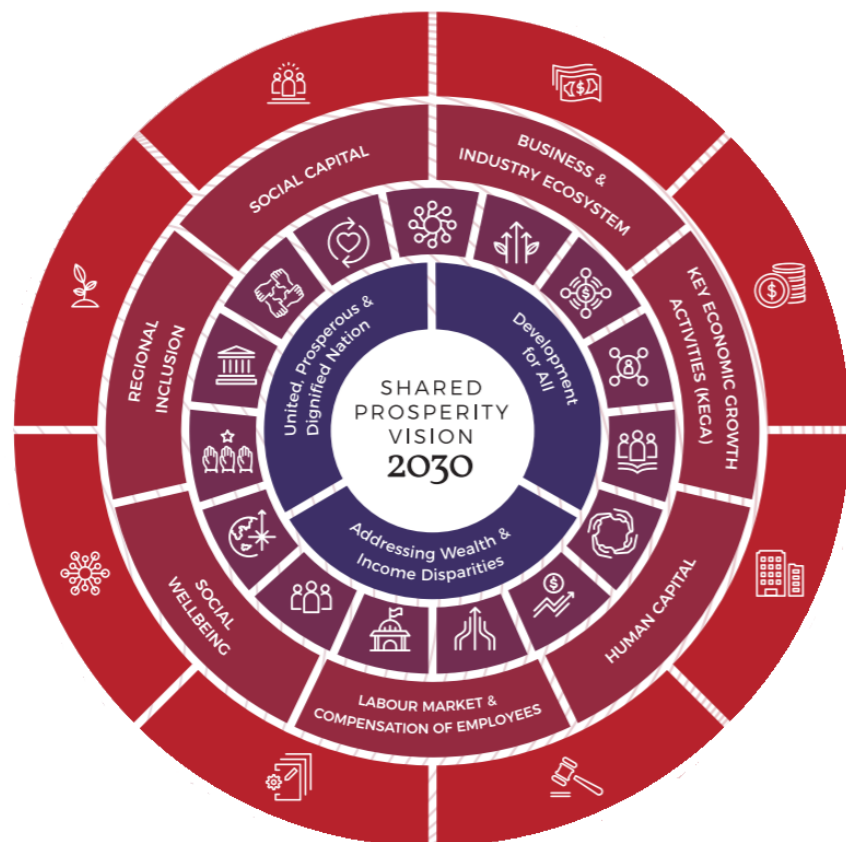 SHARED
PROSPERITY
VISION
2030
United, Prosperous &
Dignified Nation
Development
for All
Addressing Wealth &
Income Disparities
SOCIAL CAPITAL
BUSINESS &
INDUSTRY ECOSYSTEM
KEY ECONOMIC GROWTH
ACTIVITIES (KEGA)
HUMAN CAPITAL
LABOUR MARKET &
COMPENSATION OF EMPLOYEES
SOCIAL
WELLBEING
REGIONAL
INCLUSION
$
$
$
$